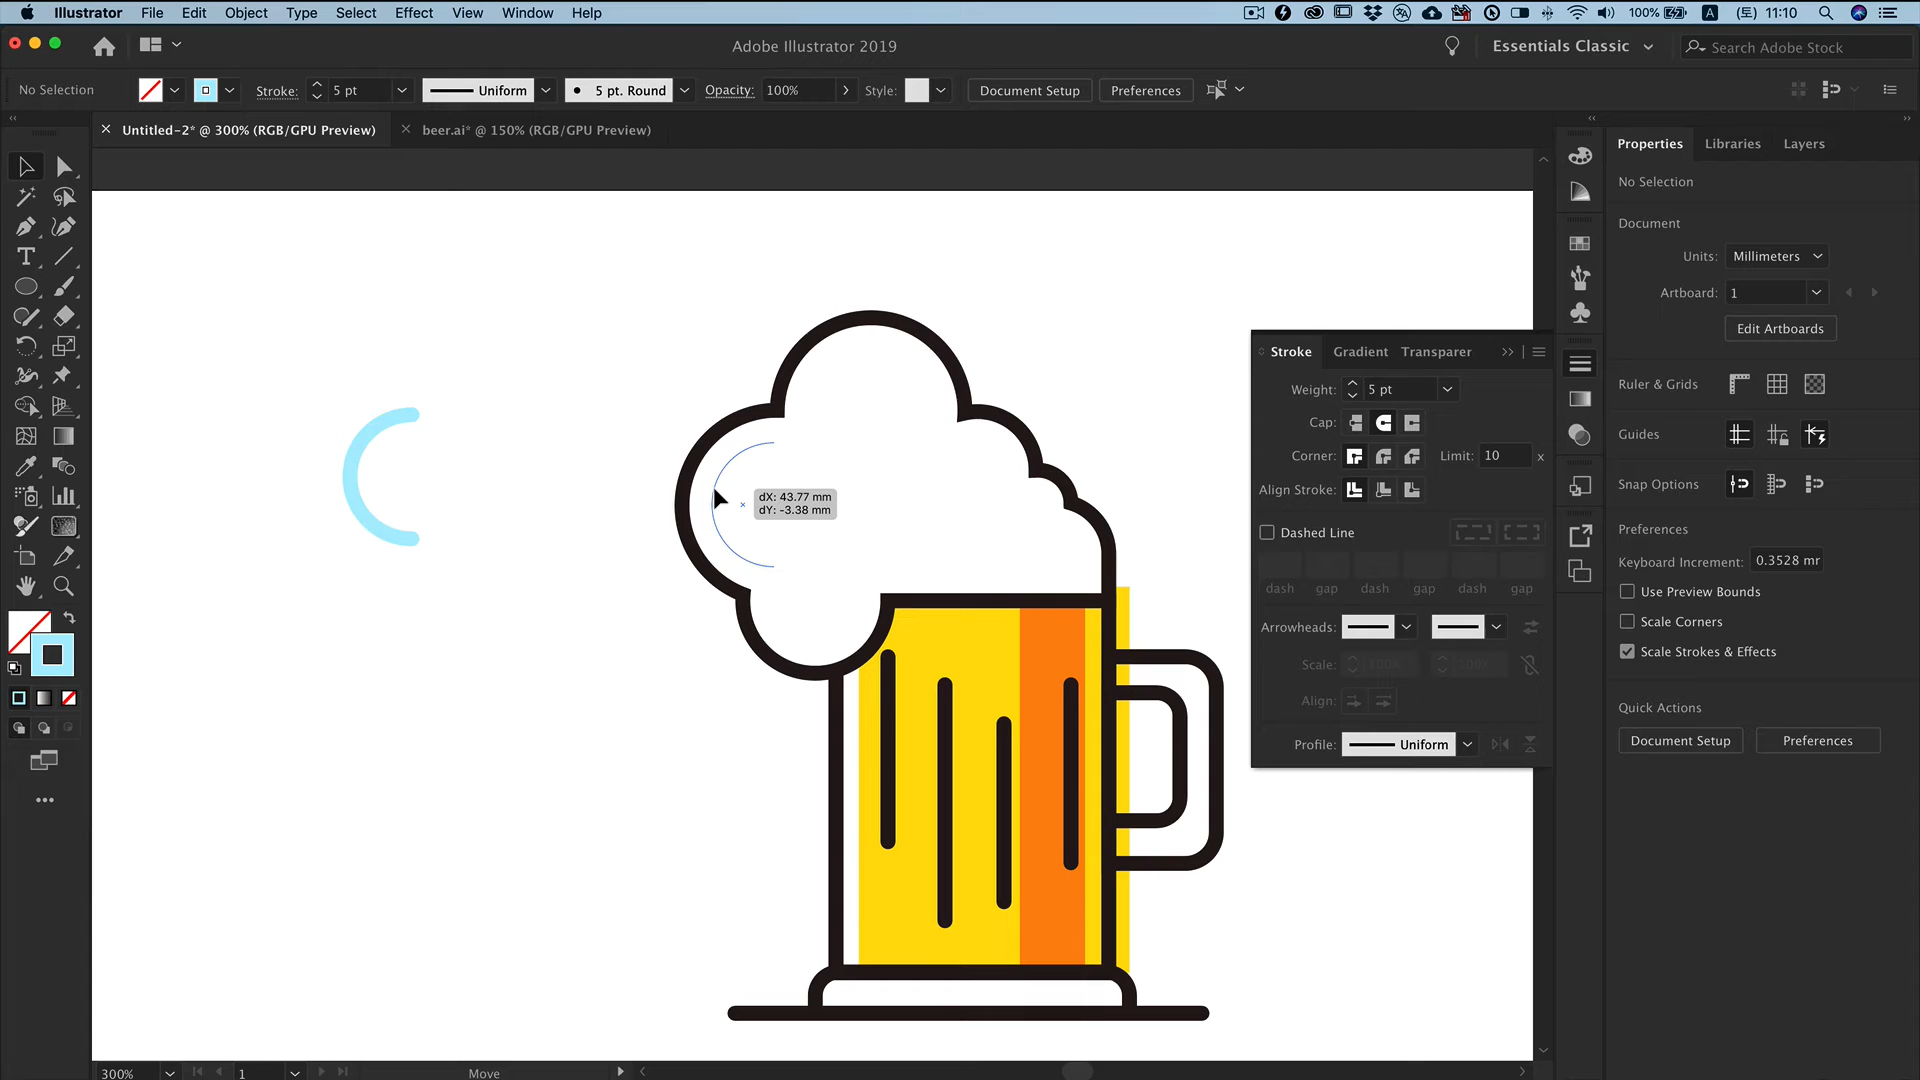 Illustrator File Edit Object Type Select Effect View Window Help
100% A (토) 11:10
Adobe Illustrator 2019
Essentials Classic
Search Adobe Stock
No Selection
Stroke: 5 pt
Uniform
5 pt. Round
Opacity: 100%
Style:
Document Setup
Preferences
Untitled-2* @ 300% (RGB/GPU Preview)
beer.ai* @ 150% (RGB/GPU Preview)
dX: 43.77 mm
dY: -3.38 mm
Stroke Gradient Transparer
Weight: 5 pt
Cap:
Corner: Limit: 10 x
Align Stroke:
Dashed Line
dash gap dash gap dash gap
Arrowheads:
Scale: 100% 100%
Align:
Profile: Uniform
Properties Libraries Layers
No Selection
Document
Units: Millimeters
Artboard: 1
Edit Artboards
Ruler & Grids
Guides
Snap Options
Preferences
Keyboard Increment: 0.3528 mr
Use Preview Bounds
Scale Corners
Scale Strokes & Effects
Quick Actions
Document Setup
Preferences
300%
1
Move